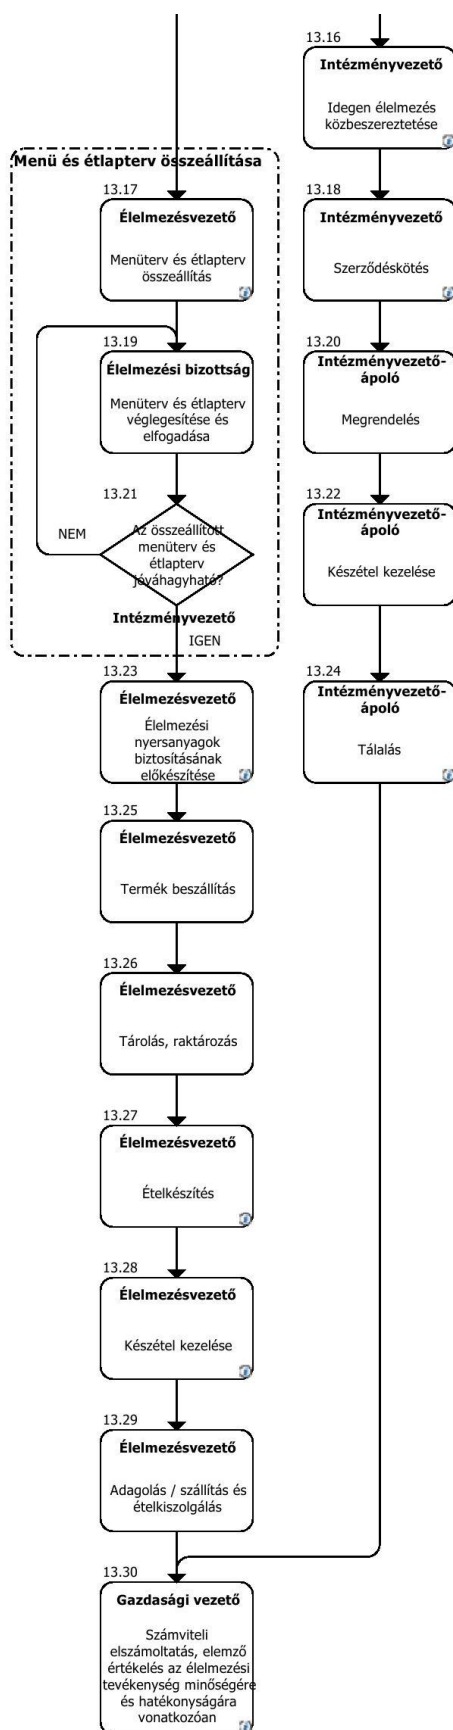 13.16
Intézményvezető
Idegen élelmezés
közbeszereztetése
Menü és étlapterv összeállítása
13.17
Élelmezésvezető
Menüterv és étlapterv
összeállítás
13.18
Intézményvezető
Szerződéskötés
13.19
Élelmezési bizottság
Menüterv és étlapterv
véglegesítése és
elfogadása
13.20
Intézményvezető-
ápoló
Megrendelés
13.21
Az összeállított
menüterv és
étlapterv
jóváhagyható?
NEM
Intézményvezető
IGEN
13.22
Intézményvezető-
ápoló
Készétel kezelése
13.23
Élelmezésvezető
Élelmezési
nyersanyagok
biztosításának
előkészítése
13.24
Intézményvezető-
ápoló
Tálalás
13.25
Élelmezésvezető
Termék beszállítás
13.26
Élelmezésvezető
Tárolás, raktározás
13.27
Élelmezésvezető
Ételkészítés
13.28
Élelmezésvezető
Készétel kezelése
13.29
Élelmezésvezető
Adagolás / szállítás és
ételkiszolgálás
13.30
Gazdasági vezető
Számviteli
elszámoltatás, elemző
értékelés az élelmezési
tevékenység minőségére
és hatékonyságára
vonatkozóan